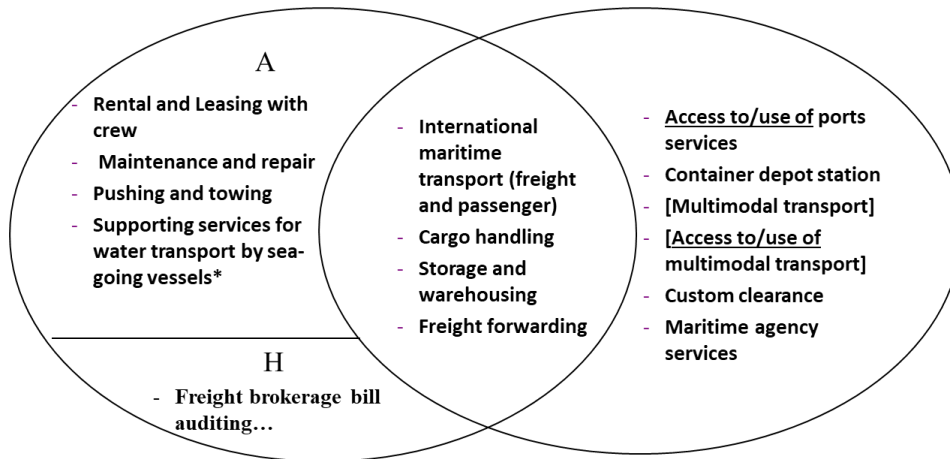 A
- Rental and Leasing with
crew
- Maintenance and repair
- Pushing and towing
- Supporting services for
water transport by sea-
going vessels*
H
- Freight brokerage bill
auditing…
- International
maritime
transport (freight
and passenger)
- Cargo handling
- Storage and
warehousing
- Freight forwarding
- Access to/use of ports
services
- Container depot station
- [Multimodal transport]
- [Access to/use of
multimodal transport]
- Custom clearance
- Maritime agency
services